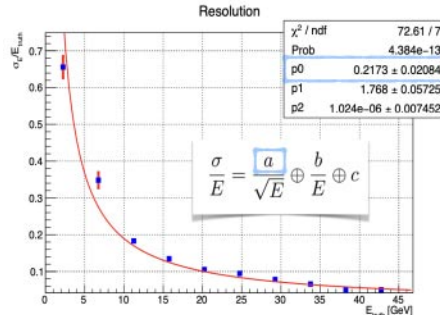 Resolution
χ² / ndf 72.61 / 7
Prob 4.384e-13
p0 0.2173 ± 0.02084
p1 1.768 ± 0.05725
p2 1.024e-06 ± 0.007452
0.7
0.6
0.5
0.4
0.3
0.2
0.1
σ/E = a/√E ⊕ b/E ⊕ c
0 5 10 15 20 25 30 35 40 45
[GeV]